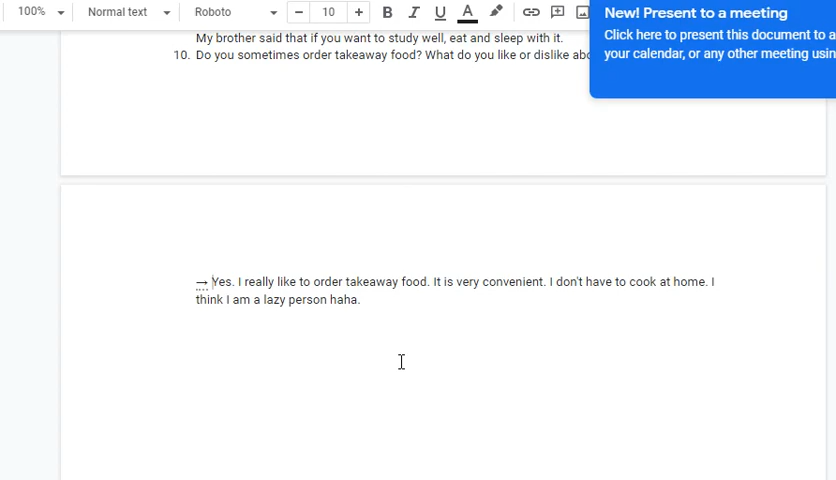 100% Normal text Roboto 10 B I U A
New! Present to a meeting
Click here to present this document to a
your calendar, or any other meeting usin
My brother said that if you want to study well, eat and sleep with it.
10. Do you sometimes order takeaway food? What do you like or dislike abo
→ Yes. I really like to order takeaway food. It is very convenient. I don't have to cook at home. I
think I am a lazy person haha.